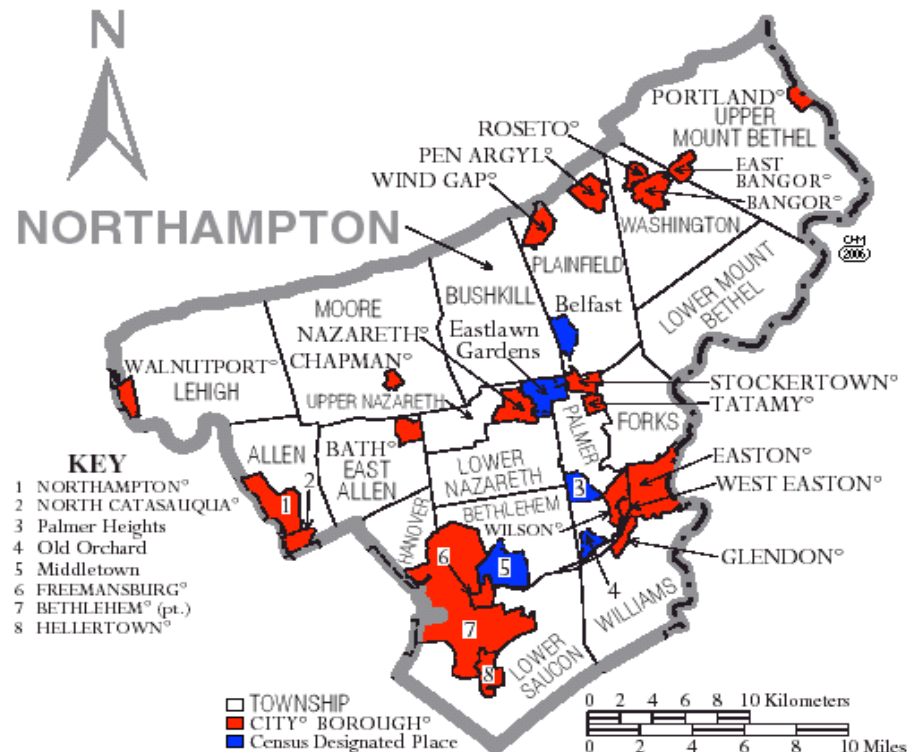 N
PORTLAND°
UPPER
MOUNT BETHEL
ROSETO°
PEN ARGYL°
WIND GAP°
EAST
BANGOR°
BANGOR°
NORTHAMPTON
WASHINGTON
CHM
(2006)
PLAINFIELD
BUSHKILL
LOWER MOUNT
BETHEL
MOORE
Belfast
NAZARETH°
Eastlawn
Gardens
CHAPMAN°
WALNUTPORT°
LEHIGH
UPPER NAZARETH
STOCKERTOWN°
TATAMY°
FORKS
PALMER
ALLEN
BATH°
EAST
ALLEN
LOWER
NAZARETH
EASTON°
WEST EASTON°
BETHLEHEM
WILSON°
HANOVER
GLENDON°
WILLIAMS
LOWER
SAUCON
1
2
3
4
5
6
7
8
KEY
1 NORTHAMPTON°
2 NORTH CATASAUQUA°
3 Palmer Heights
4 Old Orchard
5 Middletown
6 FREEMANSBURG°
7 BETHLEHEM° (pt.)
8 HELLERTOWN°
TOWNSHIP
CITY° BOROUGH°
Census Designated Place
0 2 4 6 8 10 Kilometers
0 2 4 6 8 10 Miles